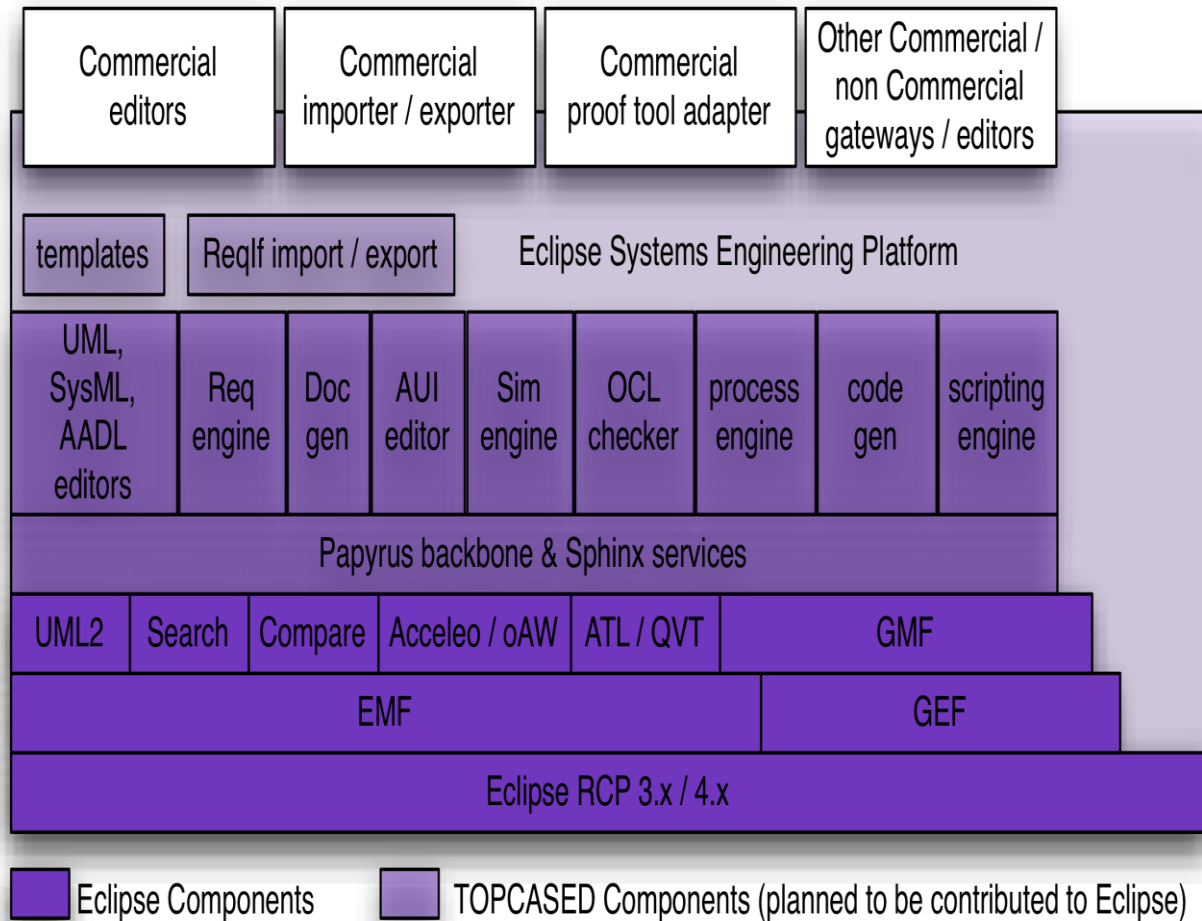 Commercial
editors
Commercial
importer / exporter
Commercial
proof tool adapter
Other Commercial /
non Commercial
gateways / editors
templates
ReqIf import / export
Eclipse Systems Engineering Platform
UML,
SysML,
AADL
editors
Req
engine
Doc
gen
AUI
editor
Sim
engine
OCL
checker
process
engine
code
gen
scripting
engine
Papyrus backbone & Sphinx services
UML2
Search
Compare
Acceleo / oAW
ATL / QVT
GMF
EMF
GEF
Eclipse RCP 3.x / 4.x
Eclipse Components
TOPCASED Components (planned to be contributed to Eclipse)